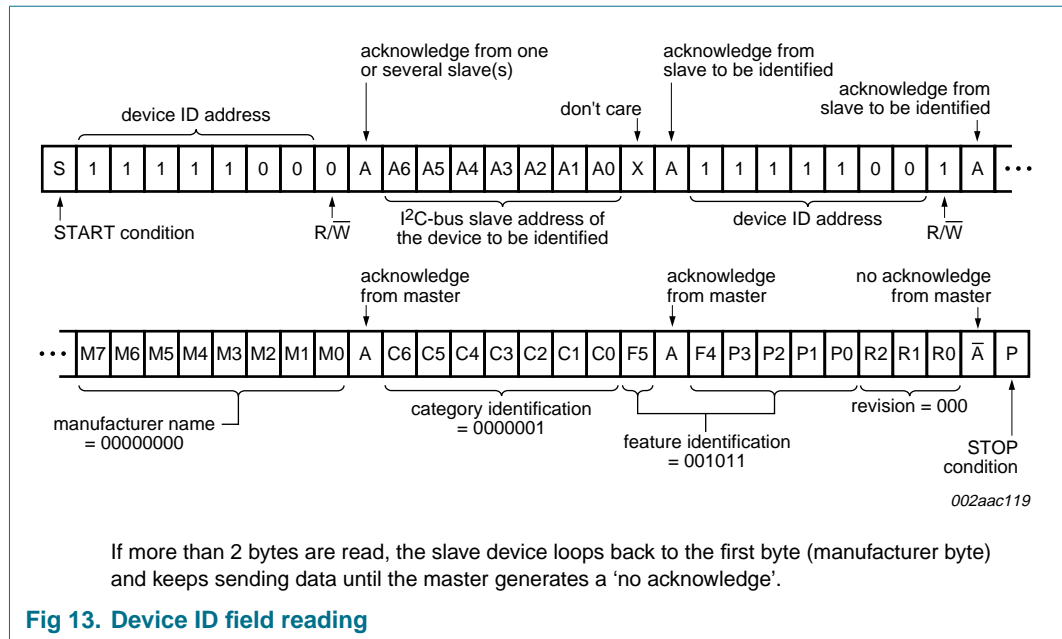 acknowledge from one
or several slave(s)
acknowledge from
slave to be identified
acknowledge from
slave to be identified
device ID address
don't care
S 1 1 1 1 1 0 0 0 A A6 A5 A4 A3 A2 A1 A0 X A 1 1 1 1 1 0 0 1 A •••
START condition
R/W̅
I²C-bus slave address of
the device to be identified
device ID address
R/W̅
acknowledge
from master
acknowledge
from master
no acknowledge
from master
••• M7 M6 M5 M4 M3 M2 M1 M0 A C6 C5 C4 C3 C2 C1 C0 F5 A F4 P3 P2 P1 P0 R2 R1 R0 A̅ P
manufacturer name
= 00000000
category identification
= 0000001
feature identification
= 001011
revision = 000
STOP
condition
002aac119
If more than 2 bytes are read, the slave device loops back to the first byte (manufacturer byte)
and keeps sending data until the master generates a ‘no acknowledge’.
Fig 13. Device ID field reading